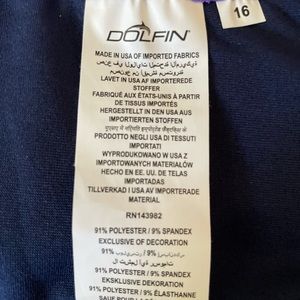 DOLFIN
16
MADE IN USA OF IMPORTED FABRICS
LAVET IN USA AF IMPORTEREDE
STOFFER
FABRIQUÉ AUX ÉTATS-UNIS À PARTIR
DE TISSUS IMPORTÉS
HERGESTELLT IN DEN USA AUS
IMPORTIERTEN STOFFEN
PRODOTTO NEGLI USA DI TESSUTI
IMPORTATI
WYPRODUKOWANO W USA Z
IMPORTOWANYCH MATERIAŁÓW
HECHO EN EE. UU. DE TELAS
IMPORTADAS
TILLVERKAD I USA AV IMPORTERADE
MATERIAL
RN143982
91% POLYESTER / 9% SPANDEX
EXCLUSIVE OF DECORATION
91% POLYESTER / 9% SPANDEX
EKSKLUSIVE DEKORATION
91% POLYESTER / 9% ÉLASTHANNE